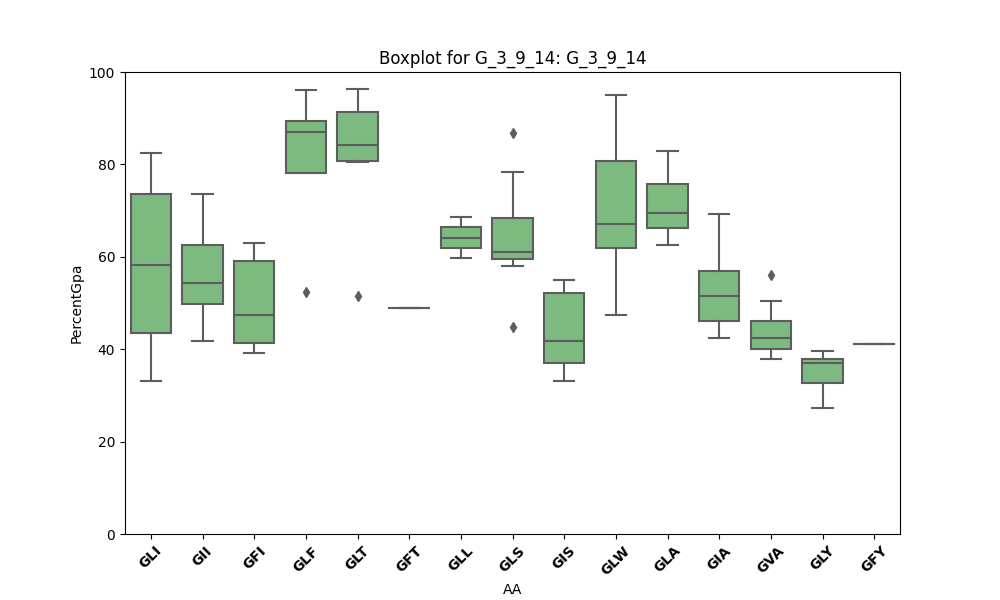 Boxplot for G_3_9_14: G_3_9_14
PercentGpa
100
80
60
40
20
0
GLI GII GFI GLF GLT GFT GLL GLS GIS GLW GLA GIA GVA GLY GFY
AA